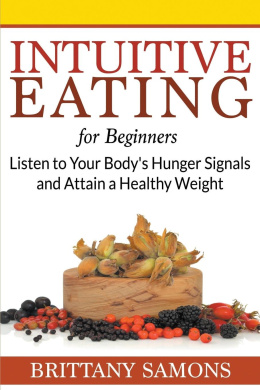 INTUITIVE
EATING
for Beginners
Listen to Your Body's Hunger Signals
and Attain a Healthy Weight
BRITTANY SAMONS